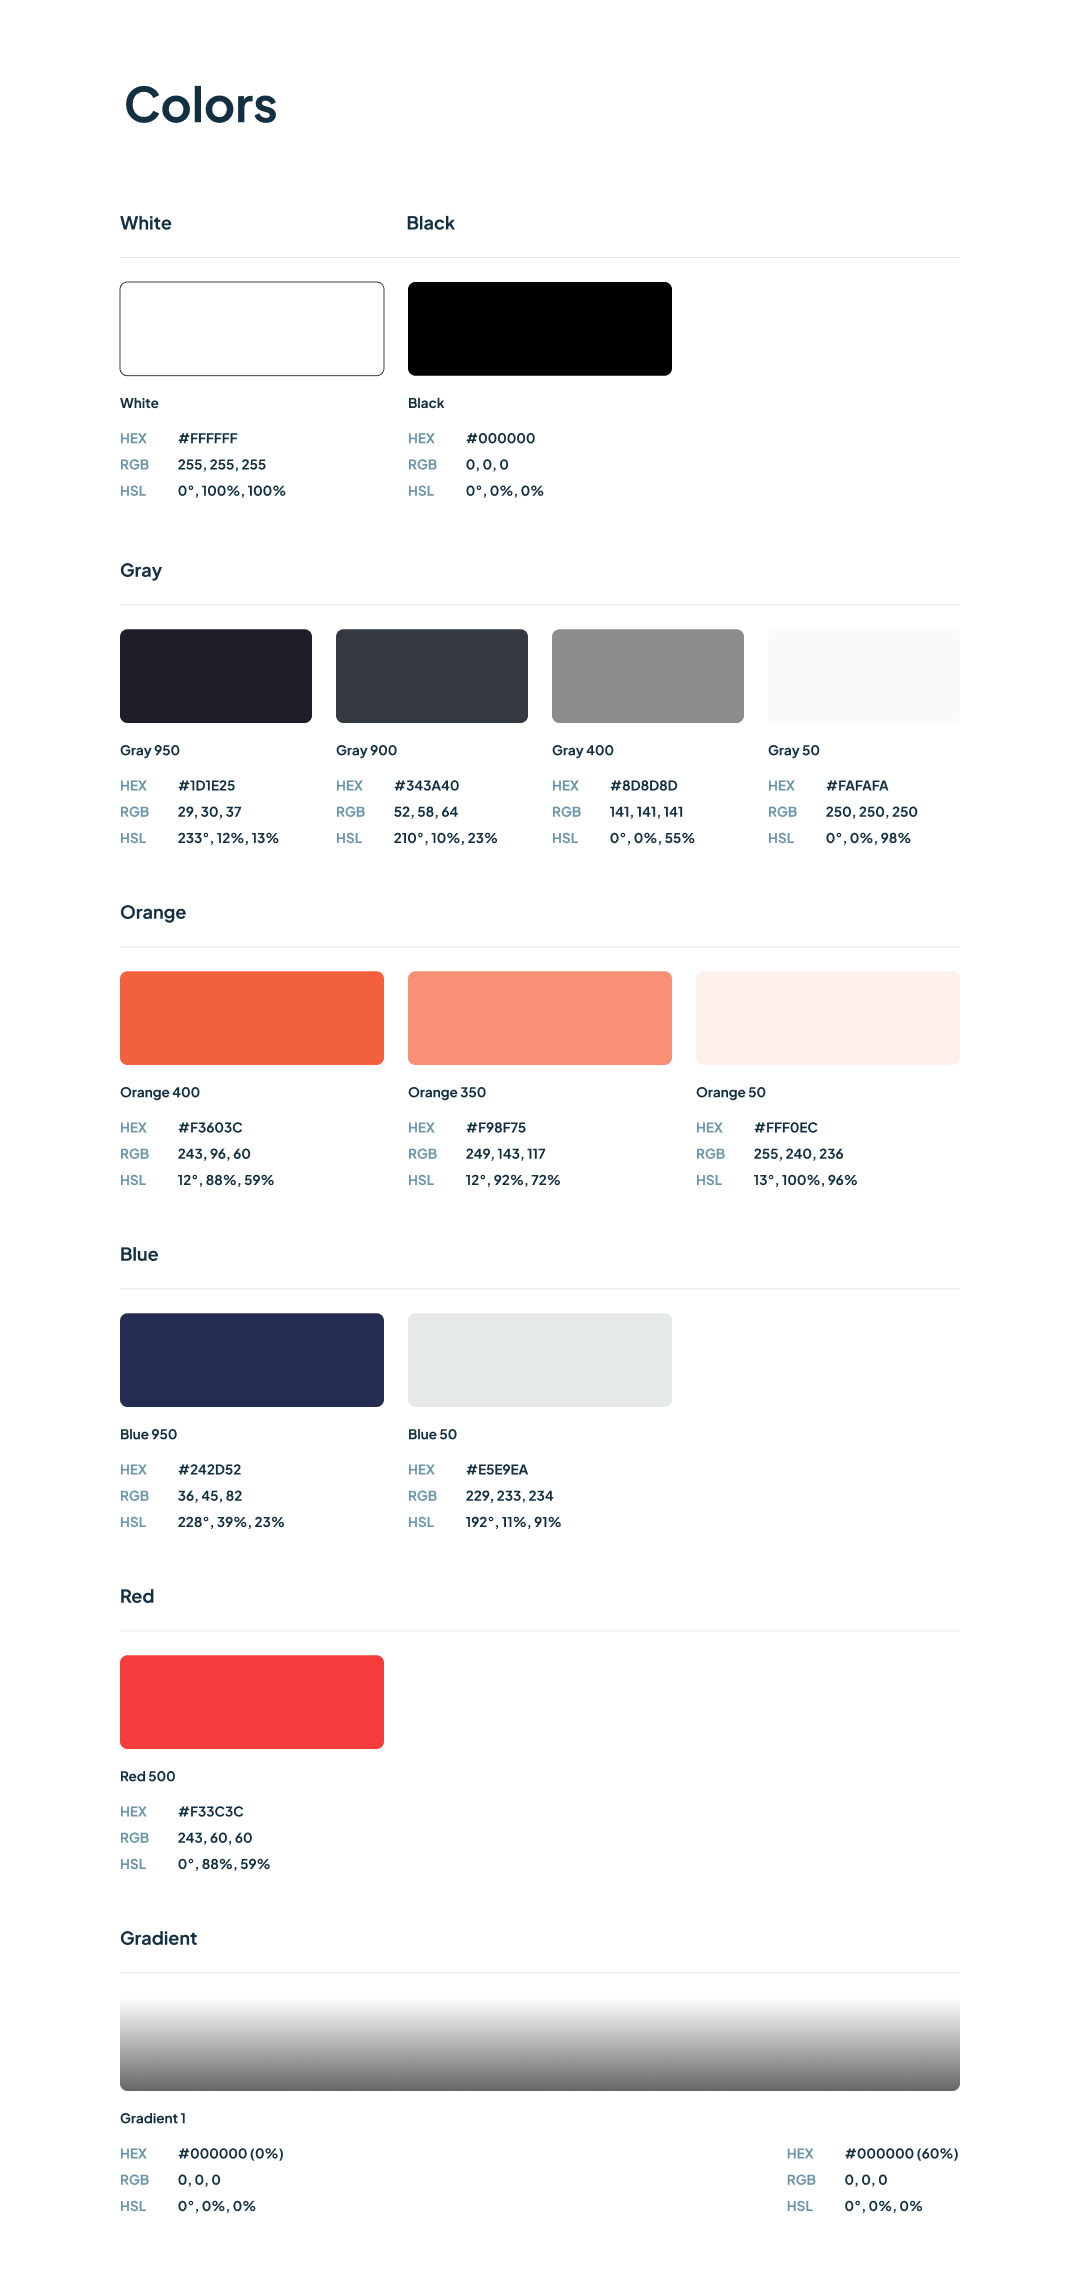 Colors
White Black
White Black
HEX #FFFFFF HEX #000000
RGB 255, 255, 255 RGB 0, 0, 0
HSL 0°, 100%, 100% HSL 0°, 0%, 0%
Gray
Gray 950 Gray 900 Gray 400 Gray 50
HEX #1D1E25 HEX #343A40 HEX #8D8D8D HEX #FAFAFA
RGB 29, 30, 37 RGB 52, 58, 64 RGB 141, 141, 141 RGB 250, 250, 250
HSL 233°, 12%, 13% HSL 210°, 10%, 23% HSL 0°, 0%, 55% HSL 0°, 0%, 98%
Orange
Orange 400 Orange 350 Orange 50
HEX #F3603C HEX #F98F75 HEX #FFF0EC
RGB 243, 96, 60 RGB 249, 143, 117 RGB 255, 240, 236
HSL 12°, 88%, 59% HSL 12°, 92%, 72% HSL 13°, 100%, 96%
Blue
Blue 950 Blue 50
HEX #242D52 HEX #E5E9EA
RGB 36, 45, 82 RGB 229, 233, 234
HSL 228°, 39%, 23% HSL 192°, 11%, 91%
Red
Red 500
HEX #F33C3C
RGB 243, 60, 60
HSL 0°, 88%, 59%
Gradient
Gradient 1
HEX #000000 (0%) HEX #000000 (60%)
RGB 0, 0, 0 RGB 0, 0, 0
HSL 0°, 0%, 0% HSL 0°, 0%, 0%